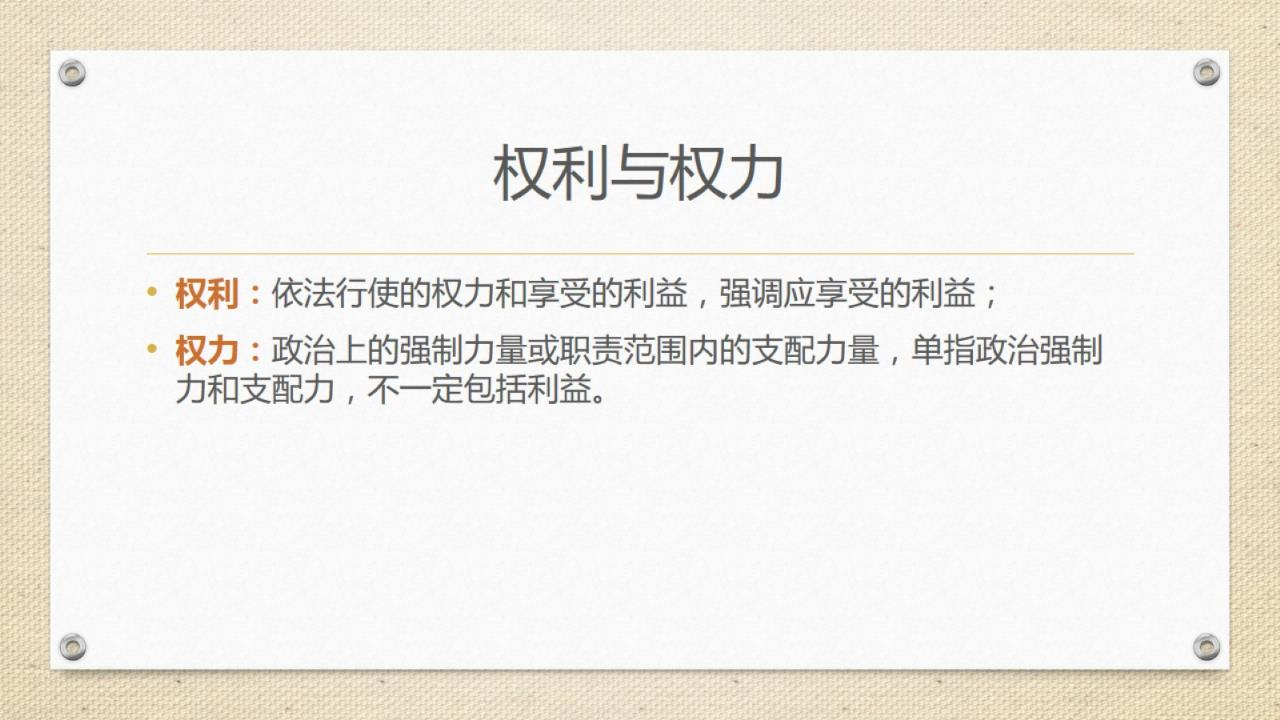 权利与权力
• 权利：依法行使的权力和享受的利益，强调应享受的利益；
• 权力：政治上的强制力量或职责范围内的支配力量，单指政治强制
力和支配力，不一定包括利益。